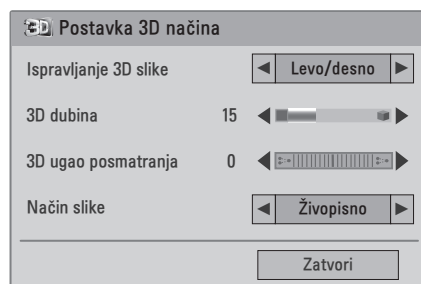 3D Postavka 3D načina
Ispravljanje 3D slike ◄ Levo/desno ►
3D dubina 15
3D ugao posmatranja 0
Način slike ◄ Živopisno ►
Zatvori